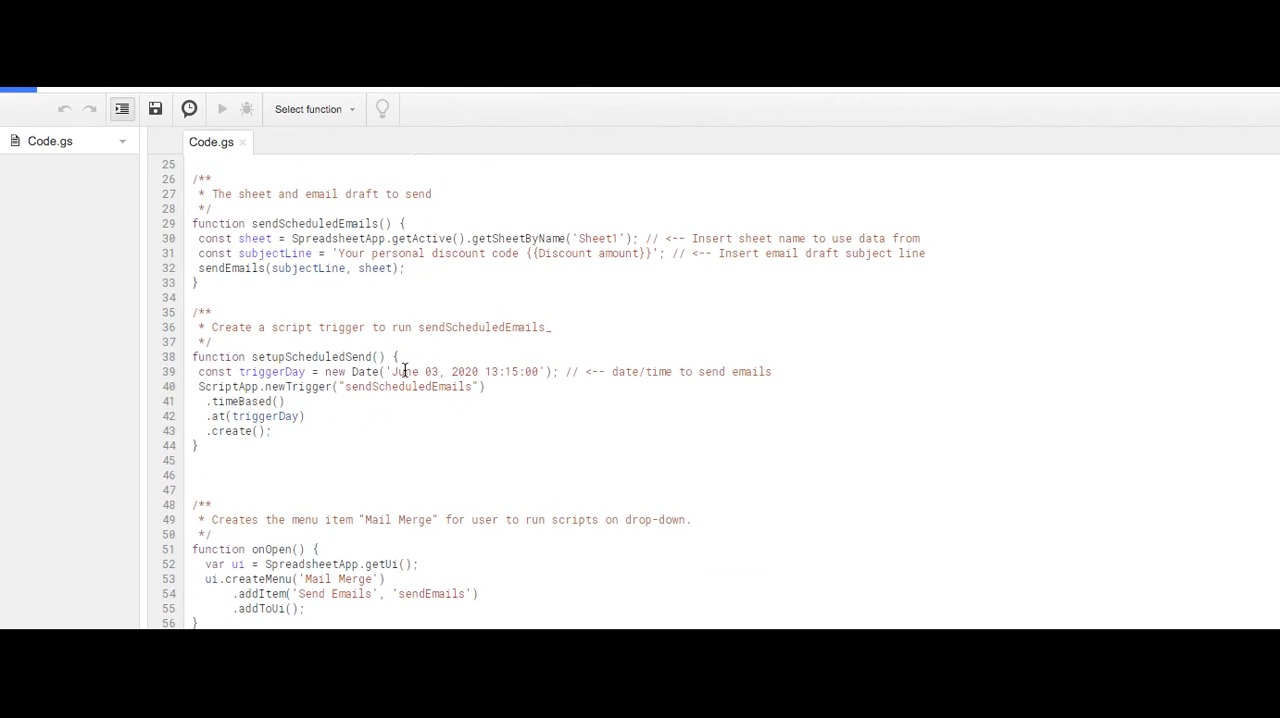 Select function
Code.gs
Code.gs ×
25
26 /**
27 * The sheet and email draft to send
28 */
29 function sendScheduledEmails() {
30 const sheet = SpreadsheetApp.getActive().getSheetByName('Sheet1'); // <-- Insert sheet name to use data from
31 const subjectLine = 'Your personal discount code {{Discount amount}}'; // <-- Insert email draft subject line
32 sendEmails(subjectLine, sheet);
33 }
34
35 /**
36 * Create a script trigger to run sendScheduledEmails_
37 */
38 function setupScheduledSend() {
39 const triggerDay = new Date('June 03, 2020 13:15:00'); // <-- date/time to send emails
40 ScriptApp.newTrigger("sendScheduledEmails")
41 .timeBased()
42 .at(triggerDay)
43 .create();
44 }
45
46
47
48 /**
49 * Creates the menu item "Mail Merge" for user to run scripts on drop-down.
50 */
51 function onOpen() {
52 var ui = SpreadsheetApp.getUi();
53 ui.createMenu('Mail Merge')
54 .addItem('Send Emails', 'sendEmails')
55 .addToUi();
56 }